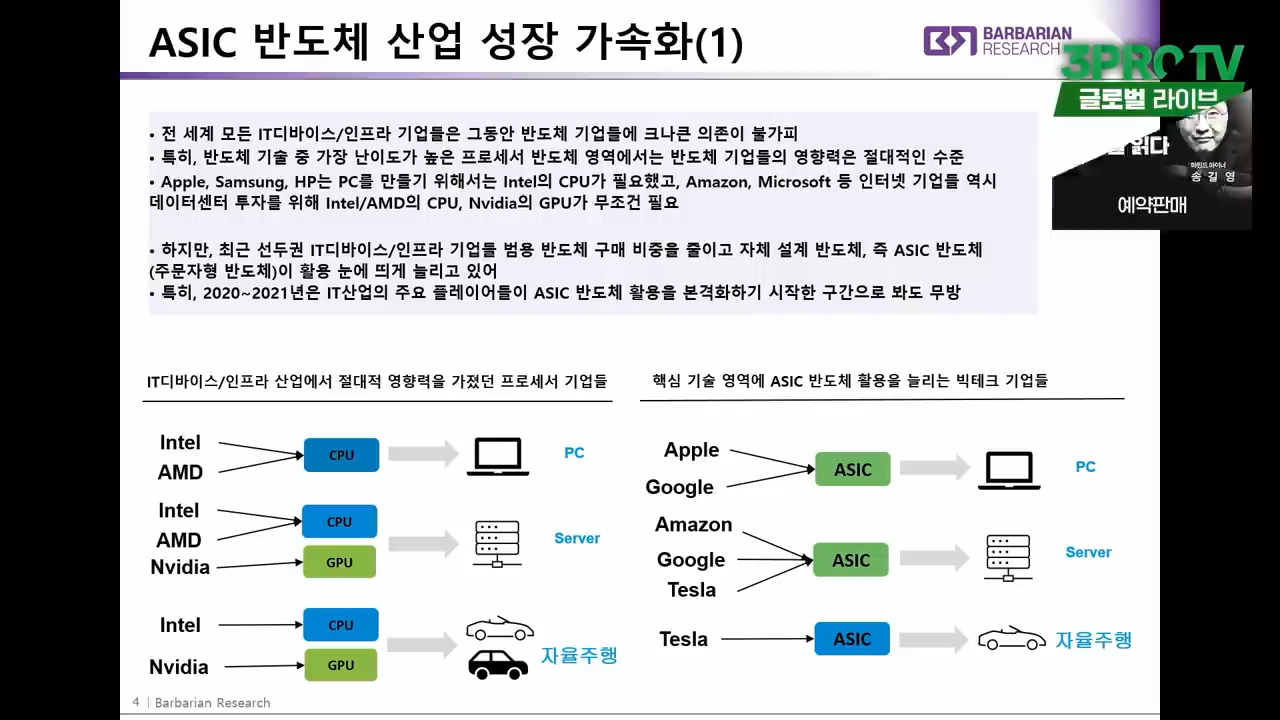 ASIC 반도체 산업 성장 가속화(1)
BARBARIAN
RESEARCH
3PROTV
글로벌 라이브
읽다
마인드 마이너
송 길 영
예약판매
• 전 세계 모든 IT디바이스/인프라 기업들은 그동안 반도체 기업들에 크나큰 의존이 불가피
• 특히, 반도체 기술 중 가장 난이도가 높은 프로세서 반도체 영역에서는 반도체 기업들의 영향력은 절대적인 수준
• Apple, Samsung, HP는 PC를 만들기 위해서는 Intel의 CPU가 필요했고, Amazon, Microsoft 등 인터넷 기업들 역시
데이터센터 투자를 위해 Intel/AMD의 CPU, Nvidia의 GPU가 무조건 필요
• 하지만, 최근 선두권 IT디바이스/인프라 기업들 범용 반도체 구매 비중을 줄이고 자체 설계 반도체, 즉 ASIC 반도체
(주문자형 반도체)이 활용 눈에 띄게 늘리고 있어
• 특히, 2020~2021년은 IT산업의 주요 플레이어들이 ASIC 반도체 활용을 본격화하기 시작한 구간으로 봐도 무방
IT디바이스/인프라 산업에서 절대적 영향력을 가졌던 프로세서 기업들
Intel
AMD
CPU
PC
Intel
AMD
Nvidia
CPU
GPU
Server
Intel
Nvidia
CPU
GPU
자율주행
핵심 기술 영역에 ASIC 반도체 활용을 늘리는 빅테크 기업들
Apple
Google
ASIC
PC
Amazon
Google
Tesla
ASIC
Server
Tesla
ASIC
자율주행
4 | Barbarian Research